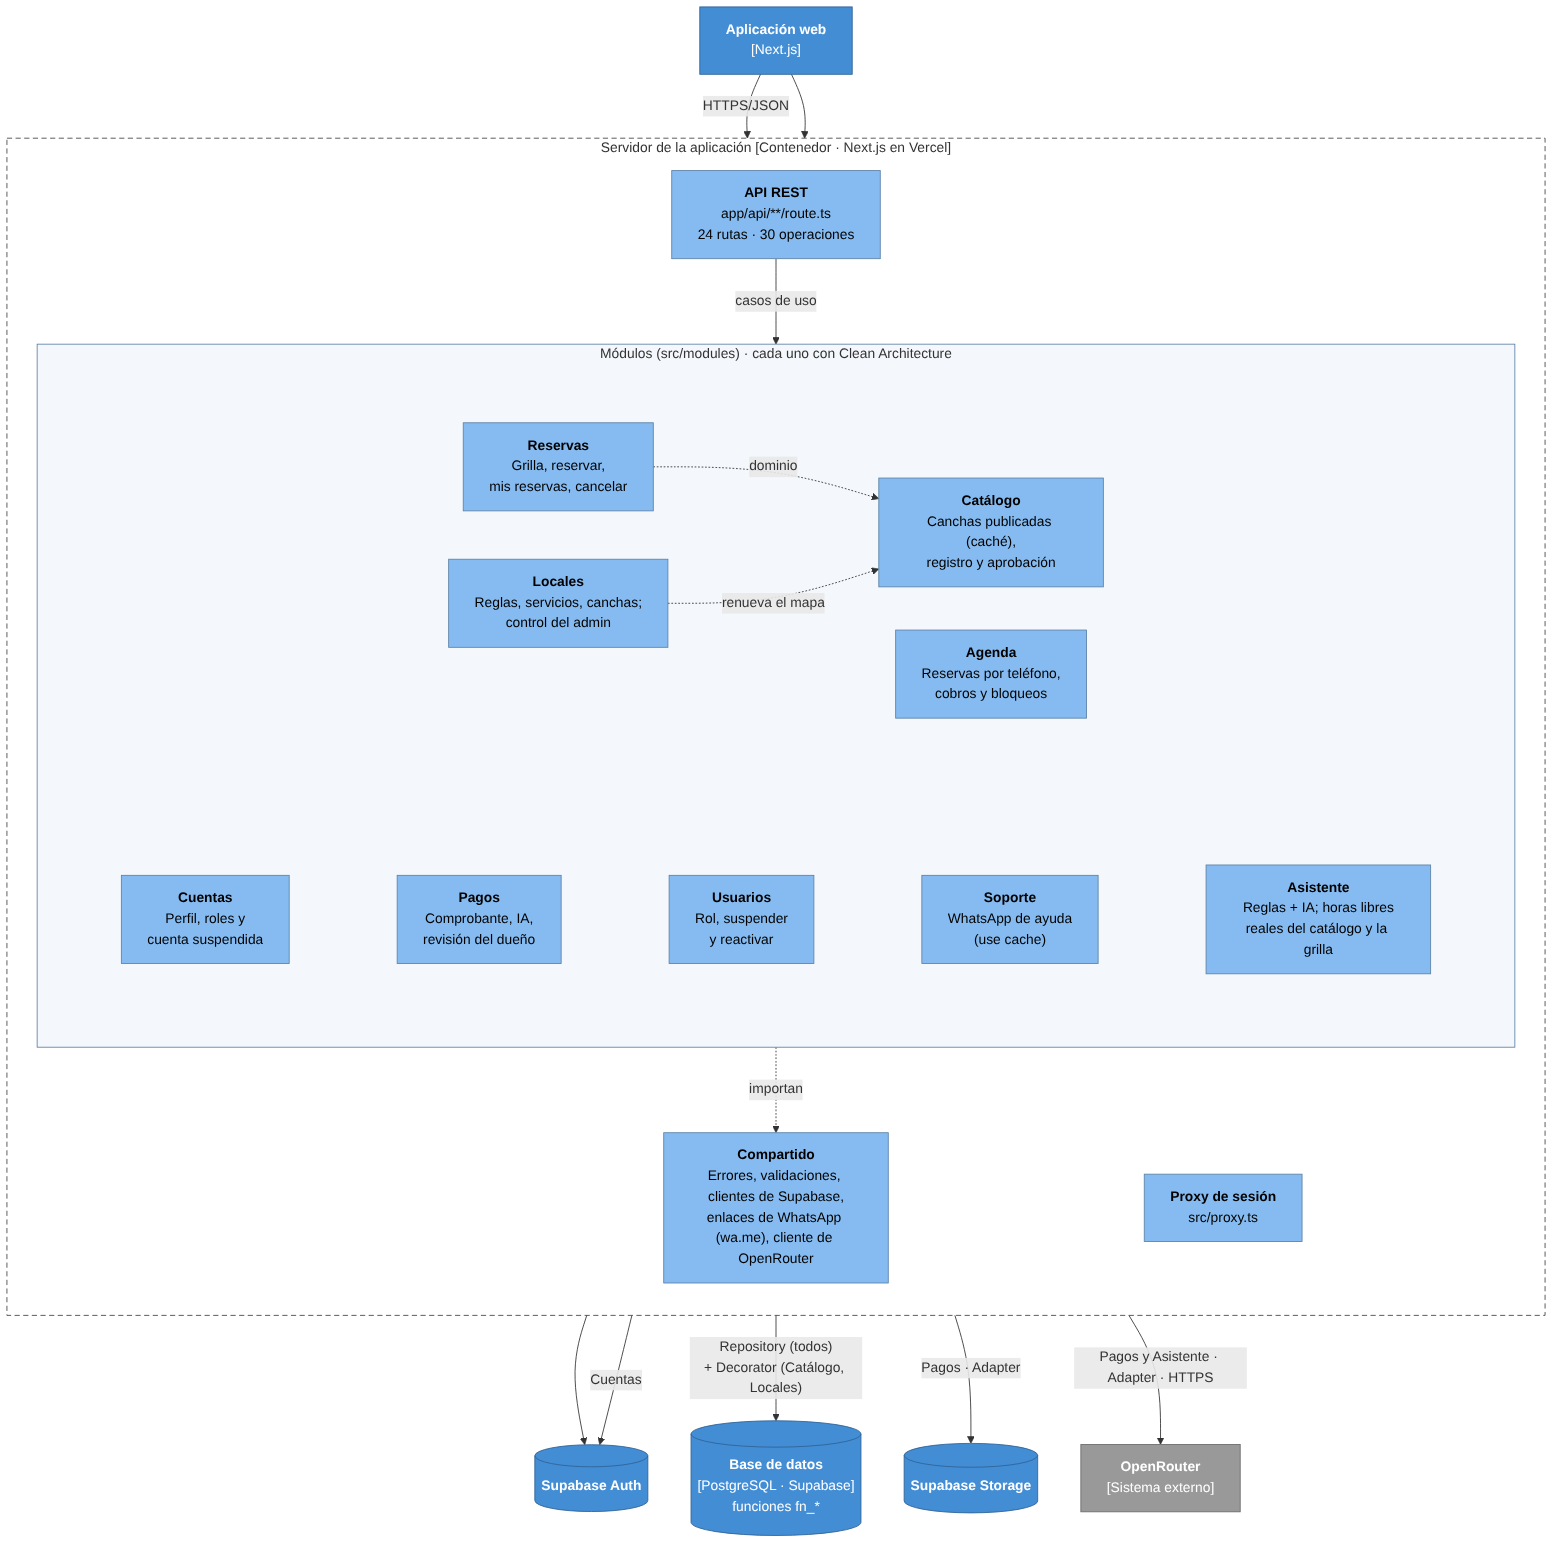 Aplicación web
[Next.js]
HTTPS/JSON
Servidor de la aplicación [Contenedor · Next.js en Vercel]
API REST
app/api/**/route.ts
24 rutas · 30 operaciones
casos de uso
Módulos (src/modules) · cada uno con Clean Architecture
Reservas
Grilla, reservar,
mis reservas, cancelar
dominio
Catálogo
Canchas publicadas
(caché),
registro y aprobación
Locales
Reglas, servicios, canchas;
control del admin
renueva el mapa
Agenda
Reservas por teléfono,
cobros y bloqueos
Cuentas
Perfil, roles y
cuenta suspendida
Pagos
Comprobante, IA,
revisión del dueño
Usuarios
Rol, suspender
y reactivar
Soporte
WhatsApp de ayuda
(use cache)
Asistente
Reglas + IA; horas libres
reales del catálogo y la
grilla
importan
Compartido
Errores, validaciones,
clientes de Supabase,
enlaces de WhatsApp
(wa.me), cliente de
OpenRouter
Proxy de sesión
src/proxy.ts
Cuentas
Repository (todos)
+ Decorator (Catálogo,
Locales)
Pagos · Adapter
Pagos y Asistente ·
Adapter · HTTPS
Supabase Auth
Base de datos
[PostgreSQL · Supabase]
funciones fn_*
Supabase Storage
OpenRouter
[Sistema externo]